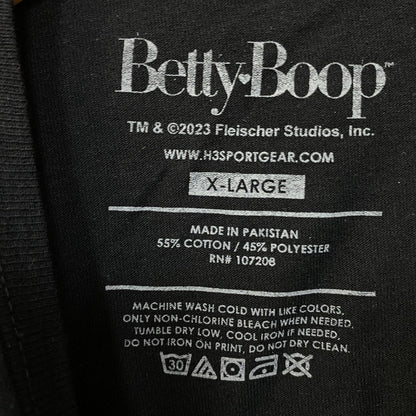 Betty Boop™
TM & ©2023 Fleischer Studios, Inc.
WWW.H3SPORTGEAR.COM
X-LARGE
MADE IN PAKISTAN
55% COTTON / 45% POLYESTER
RN# 107208
MACHINE WASH COLD WITH LIKE COLORS.
ONLY NON-CHLORINE BLEACH WHEN NEEDED.
TUMBLE DRY LOW, COOL IRON IF NEEDED.
DO NOT IRON ON PRINT, DO NOT DRY CLEAN.
30